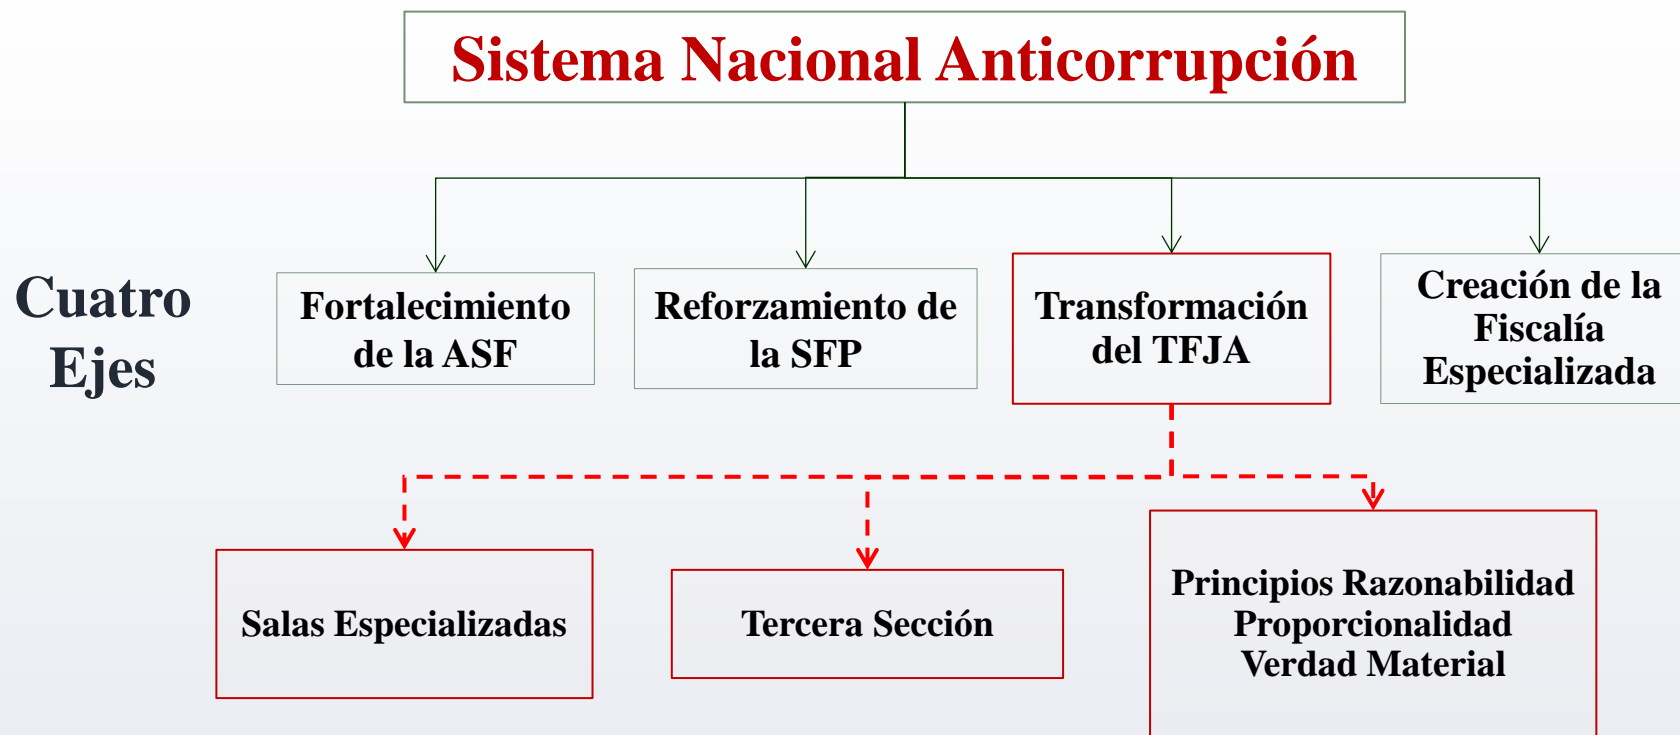 Sistema Nacional Anticorrupción
Cuatro
Ejes
Fortalecimiento
de la ASF
Reforzamiento de
la SFP
Transformación
del TFJA
Creación de la
Fiscalía
Especializada
Salas Especializadas
Tercera Sección
Principios Razonabilidad
Proporcionalidad
Verdad Material